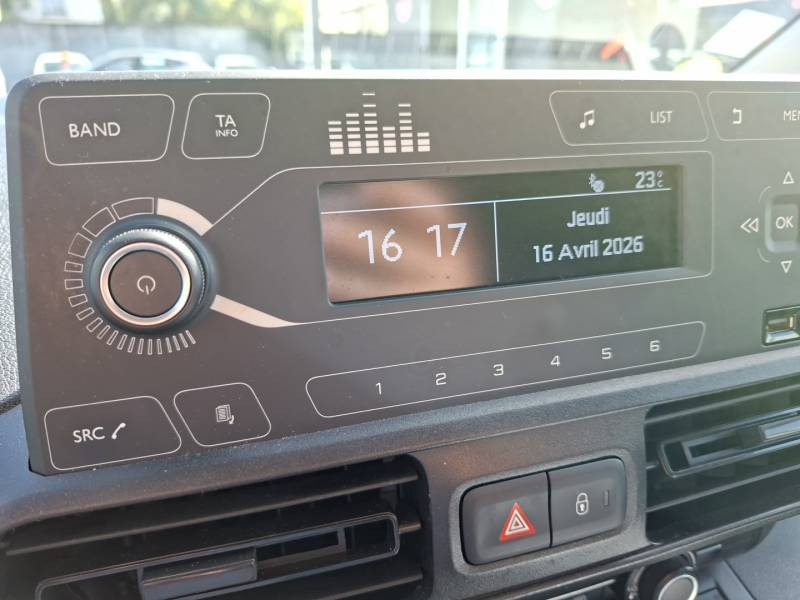 BAND
TA
INFO
LIST
23°C
16 17
Jeudi
16 Avril 2026
OK
1 2 3 4 5 6
SRC